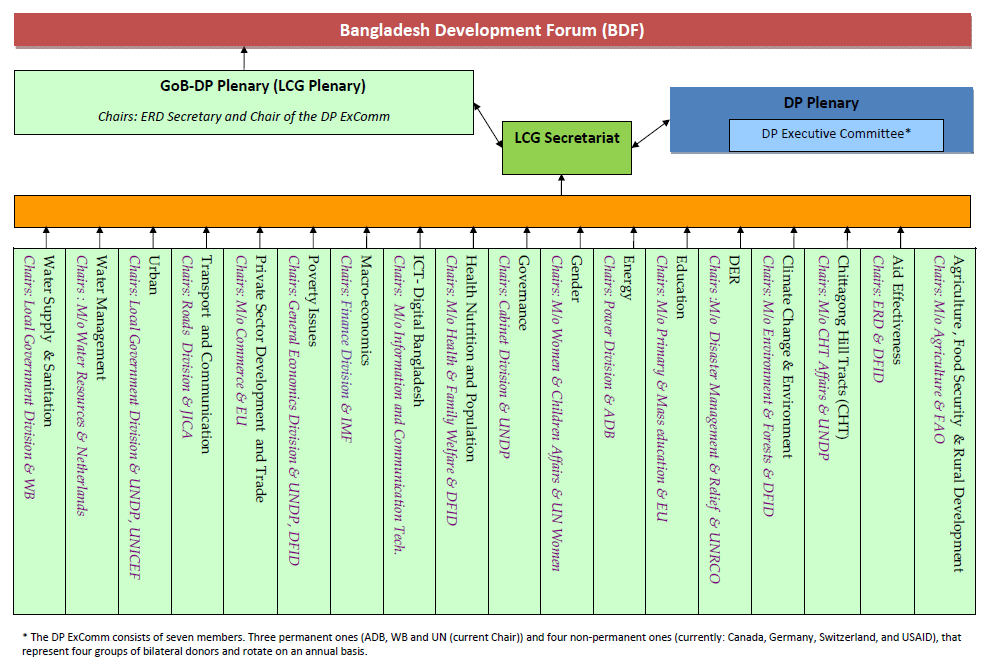 Bangladesh Development Forum (BDF)
GoB-DP Plenary (LCG Plenary)
Chairs: ERD Secretary and Chair of the DP ExComm
LCG Secretariat
DP Plenary
DP Executive Committee*
Water Supply & Sanitation
Chairs: Local Government Division & WB
Water Management
Chairs : M/o Water Resources & Netherlands
Urban
Chairs: Local Government Division & UNDP, UNICEF
Transport and Communication
Chairs: Roads Division & JICA
Private Sector Development and Trade
Chairs: M/o Commerce & EU
Poverty Issues
Chairs: General Economics Division & UNDP, DFID
Macro-economics
Chairs: Finance Division & IMF
ICT- Digital Bangladesh
Chairs: M/o Information and Communication Tech.
Health Nutrition and Population
Chairs: M/o Health & Family Welfare & DFID
Governance
Chairs: Cabinet Division & UNDP
Gender
Chairs: M/o Women & Children Affairs & UN Women
Energy
Chairs: Power Division & ADB
Education
Chairs: M/o Primary & Mass education & EU
DER
Chairs :M/o Disaster Management & Relief & UNRCO
Climate Change & Environment
Chairs: M/o Environment & Forests & DFID
Chittagong Hill Tracts (CHT)
Chairs: M/o CHT Affairs & UNDP
Aid Effectiveness
Chairs: ERD & DFID
Agriculture , Food Security & Rural Development
Chairs: M/o Agriculture & FAO
* The DP ExComm consists of seven members. Three permanent ones (ADB, WB and UN (current Chair)) and four non-permanent ones (currently: Canada, Germany, Switzerland, and USAID), that
represent four groups of bilateral donors and rotate on an annual basis.